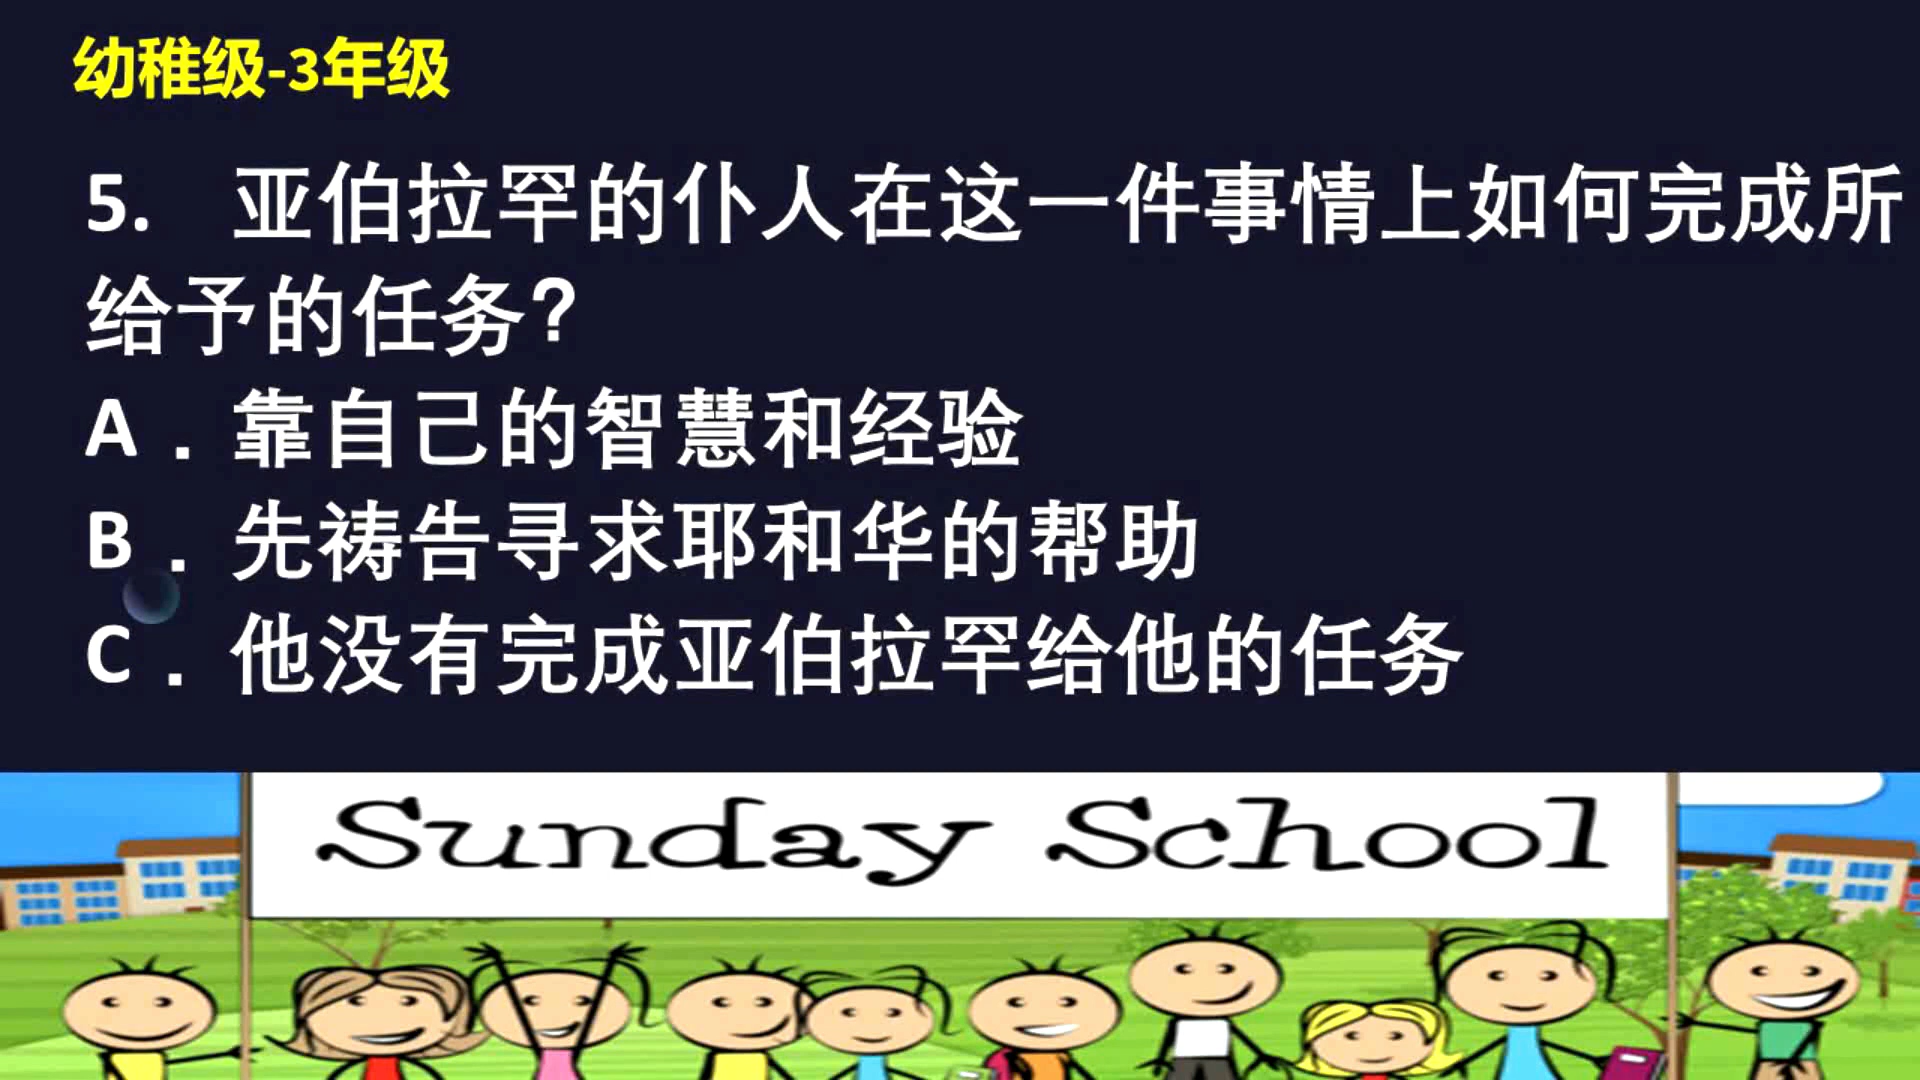 幼稚级-3年级
5. 亚伯拉罕的仆人在这一件事情上如何完成所
给予的任务?
A．靠自己的智慧和经验
B．先祷告寻求耶和华的帮助
C．他没有完成亚伯拉罕给他的任务
Sunday School